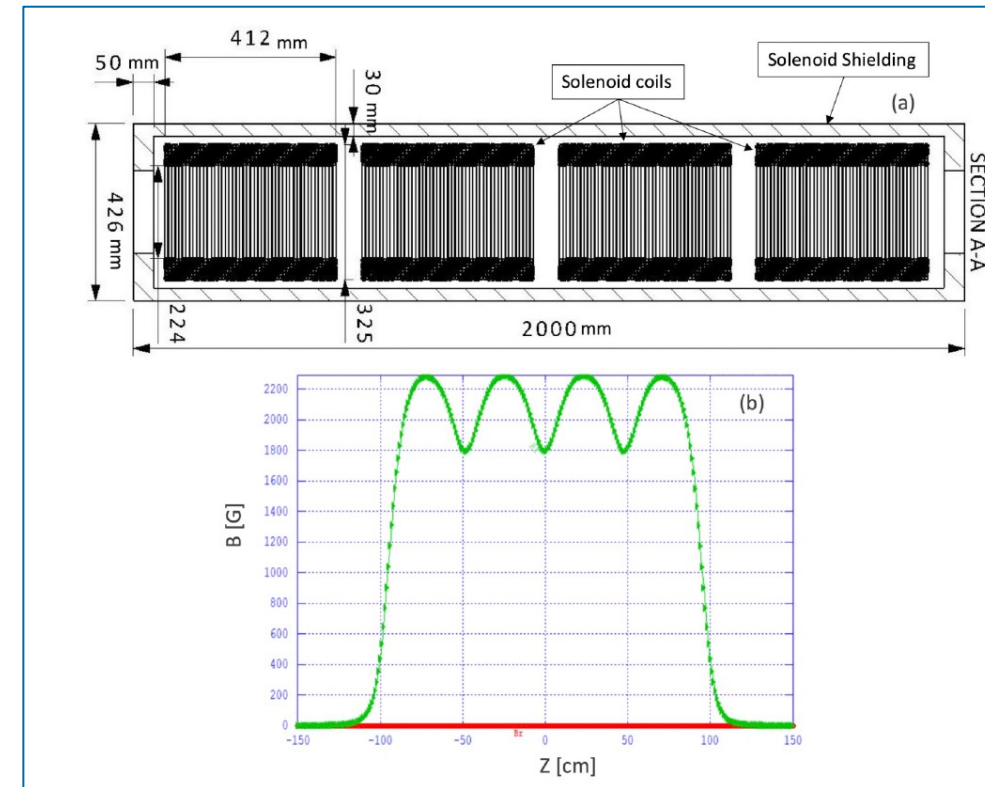 412 mm
50 mm
30 mm
Solenoid coils
Solenoid Shielding
(a)
426 mm
224
325
SECTION A-A
2000 mm
(b)
B [G]
2200
2000
1800
1600
1400
1200
1000
800
600
400
200
0
Br
-150 -100 -50 0 50 100 150
Z [cm]